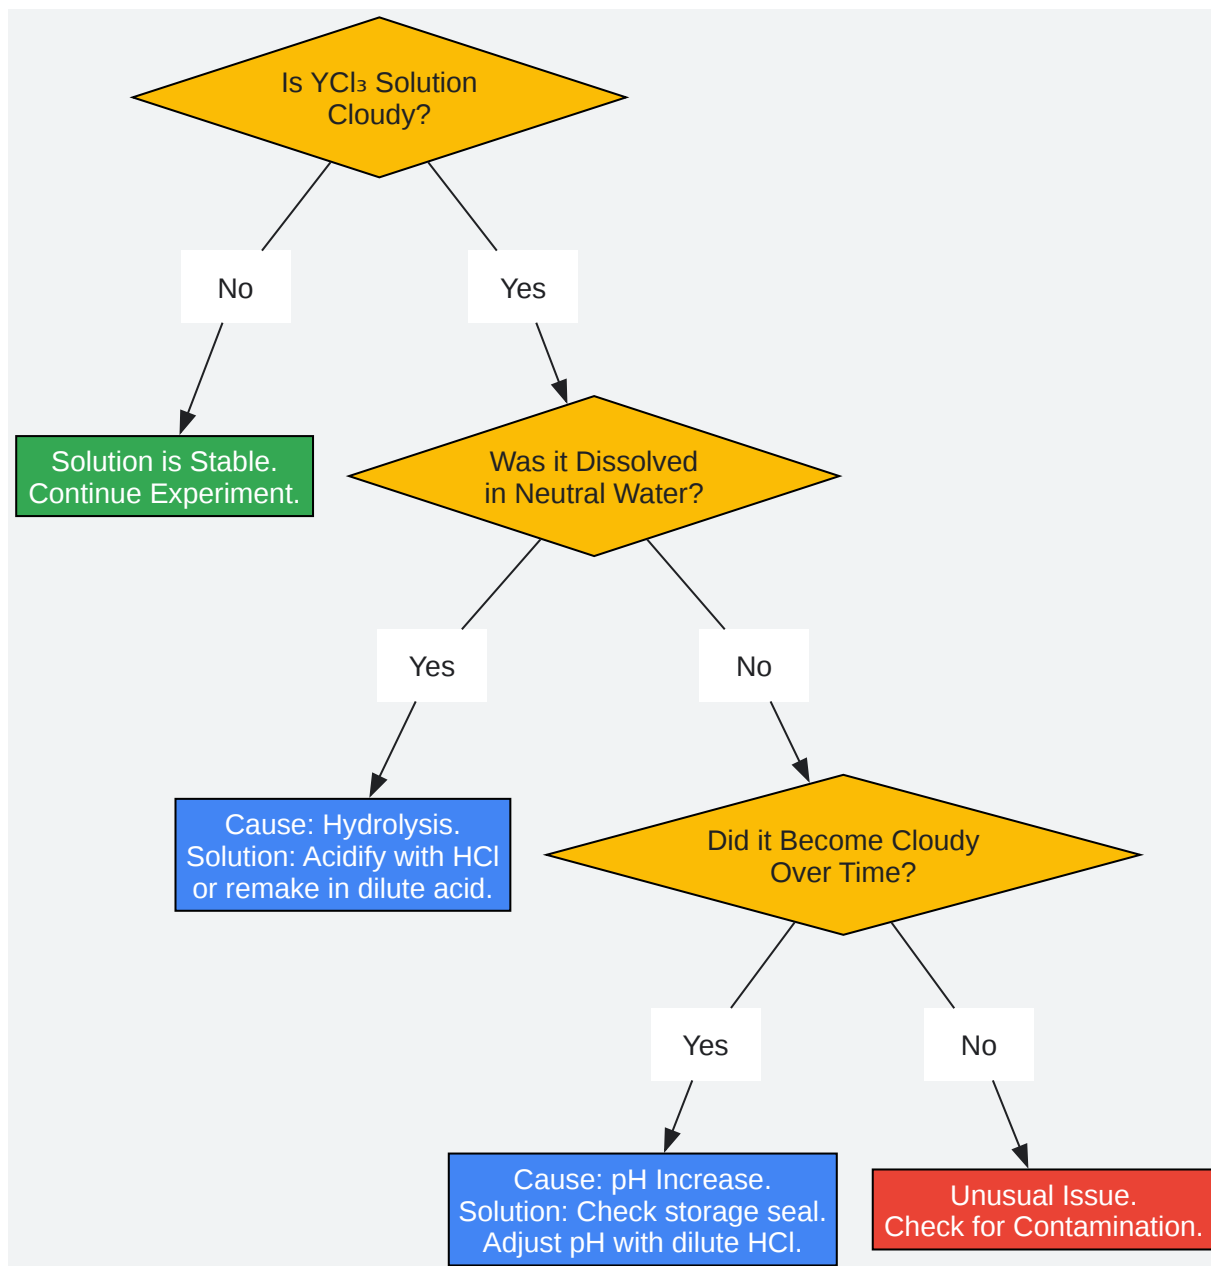 Is YCl₃ Solution
Cloudy?
No
Yes
Solution is Stable.
Continue Experiment.
Was it Dissolved
in Neutral Water?
Yes
No
Cause: Hydrolysis.
Solution: Acidify with HCl
or remake in dilute acid.
Did it Become Cloudy
Over Time?
Yes
No
Cause: pH Increase.
Solution: Check storage seal.
Adjust pH with dilute HCl.
Unusual Issue.
Check for Contamination.